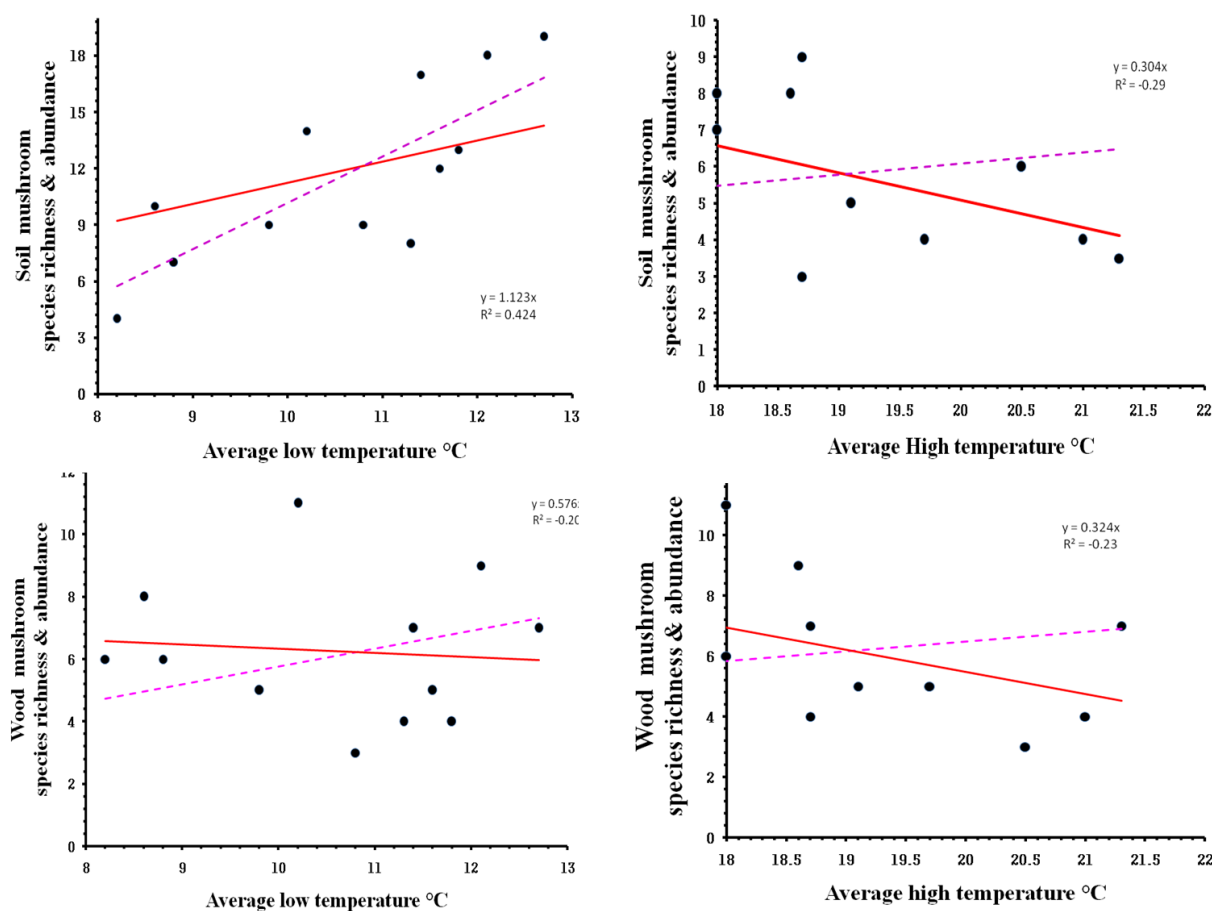 Soil mushroom
species richness & abundance
18
15
12
9
6
3
0
y = 1.123x
R² = 0.424
8 9 10 11 12 13
Average low temperature °C
Soil musshroom
species richness & abundance
10
9
8
7
6
5
4
3
2
1
0
y = 0.304x
R² = -0.29
18 18.5 19 19.5 20 20.5 21 21.5 22
Average High temperature °C
Wood mushroom
species richness & abundance
12
10
8
6
4
2
0
y = 0.576
R² = -0.20
8 9 10 11 12 13
Average low temperature °C
Wood mushroom
species richness & abundance
10
8
6
4
2
0
y = 0.324x
R² = -0.23
18 18.5 19 19.5 20 20.5 21 21.5 22
Average high temperature °C